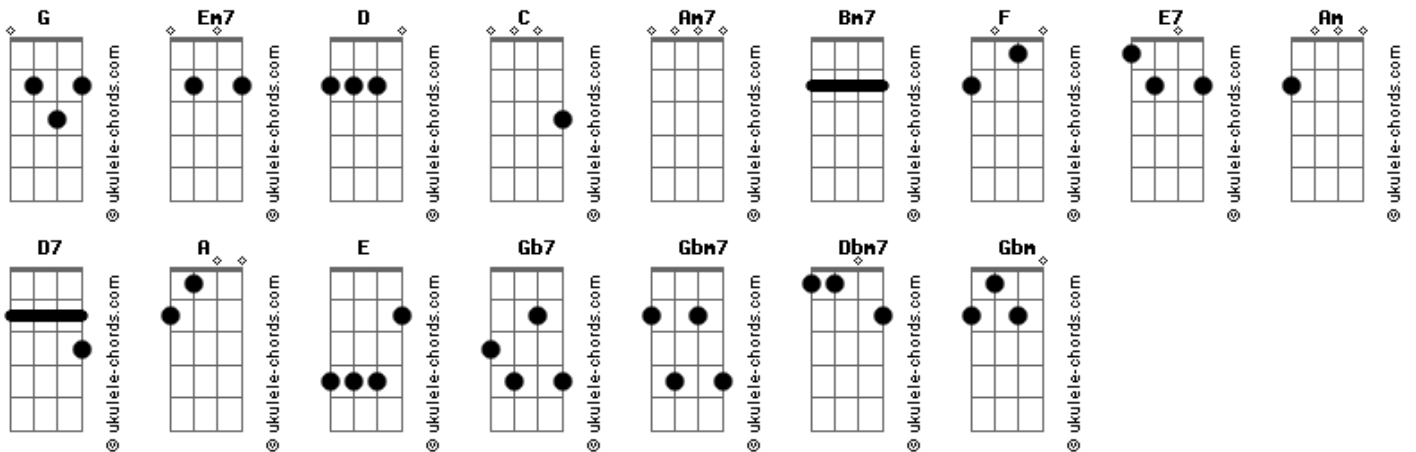 G Em7 D C Am7 Bm7 F E7 Am
© ukulele-chords.com © ukulele-chords.com © ukulele-chords.com © ukulele-chords.com © ukulele-chords.com © ukulele-chords.com © ukulele-chords.com © ukulele-chords.com © ukulele-chords.com
D7 A E Gb7 Gbm7 Dbm7 Gbm
© ukulele-chords.com © ukulele-chords.com © ukulele-chords.com © ukulele-chords.com © ukulele-chords.com © ukulele-chords.com © ukulele-chords.com